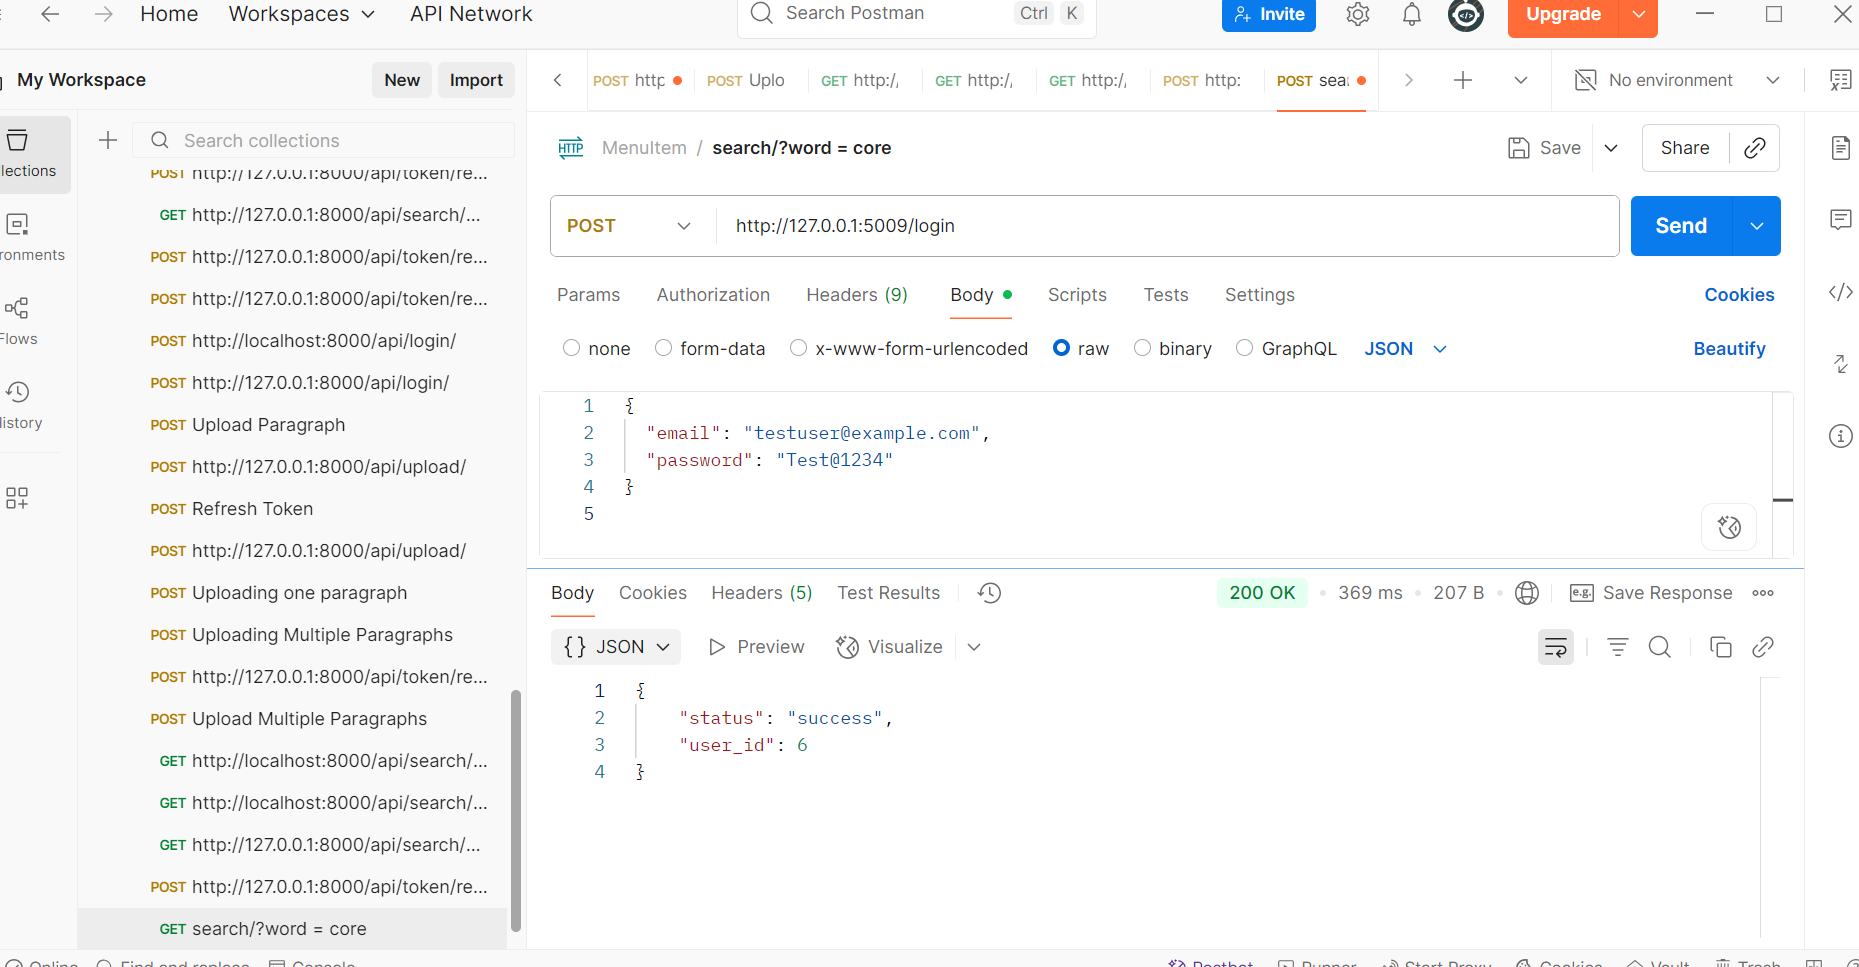 Home Workspaces API Network Search Postman Ctrl K Invite Upgrade
My Workspace New Import
POST http POST Uplo GET http:/ GET http:/ GET http:/ POST http: POST sea No environment
Search collections
lections
ronments
Flows
istory
POST http://127.0.0.1:8000/api/token/re...
GET http://127.0.0.1:8000/api/search/...
POST http://127.0.0.1:8000/api/token/re...
POST http://127.0.0.1:8000/api/token/re...
POST http://localhost:8000/api/login/
POST http://127.0.0.1:8000/api/login/
POST Upload Paragraph
POST http://127.0.0.1:8000/api/upload/
POST Refresh Token
POST http://127.0.0.1:8000/api/upload/
POST Uploading one paragraph
POST Uploading Multiple Paragraphs
POST http://127.0.0.1:8000/api/token/re...
POST Upload Multiple Paragraphs
GET http://localhost:8000/api/search/...
GET http://localhost:8000/api/search/...
GET http://127.0.0.1:8000/api/search/...
POST http://127.0.0.1:8000/api/token/re...
GET search/?word = core
HTTP MenuItem / search/?word = core Save Share
POST http://127.0.0.1:5009/login Send
Params Authorization Headers (9) Body Scripts Tests Settings Cookies
none form-data x-www-form-urlencoded raw binary GraphQL JSON Beautify
1 {
2 "email": "testuser@example.com",
3 "password": "Test@1234"
4 }
5
Body Cookies Headers (5) Test Results 200 OK • 369 ms • 207 B • e.g. Save Response
{} JSON Preview Visualize
1 {
2 "status": "success",
3 "user_id": 6
4 }
Online Find and replace Console Postbot Runner Start Proxy Cookies Vault Trash